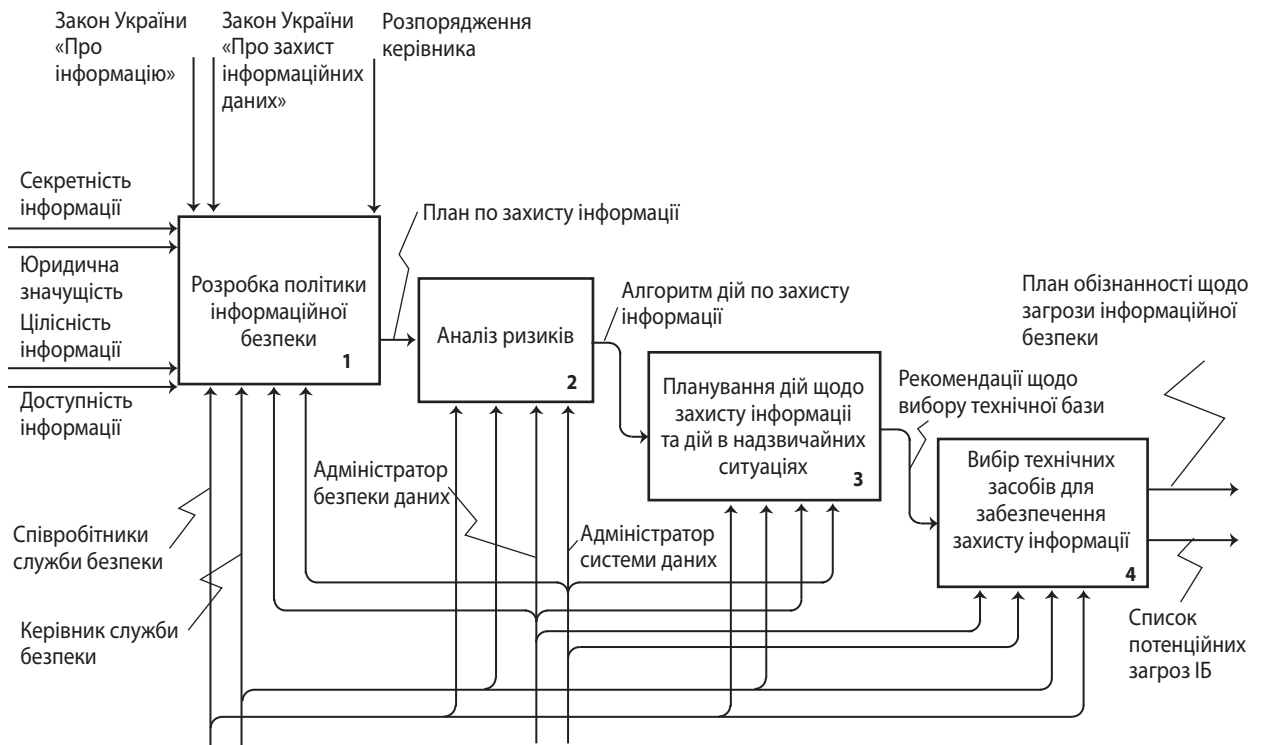 Закон України
«Про
інформацію»
Закон України
«Про захист
інформаційних
даних»
Розпорядження
керівника
Секретність
інформації
Юридична
значущість
Цілісність
інформації
Доступність
інформації
Розробка політики
інформаційної
безпеки
1
План по захисту інформації
Аналіз ризиків
2
Алгоритм дій по захисту
інформації
Планування дій щодо
захисту інформації
та дій в надзвичайних
ситуаціях
3
Рекомендації щодо
вибору технічної бази
План обізнанності щодо
загрози інформаційної
безпеки
Вибір технічних
засобів для
забезпечення
захисту інформації
4
Адміністратор
безпеки даних
Адміністратор
системи даних
Співробітники
служби безпеки
Керівник служби
безпеки
Список
потенційних
загроз ІБ